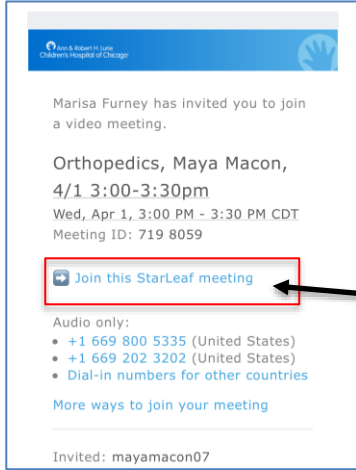 Ann & Robert H. Lurie
Children's Hospital of Chicago
Marisa Furney has invited you to join
a video meeting.
Orthopedics, Maya Macon,
4/1 3:00-3:30pm
Wed, Apr 1, 3:00 PM - 3:30 PM CDT
Meeting ID: 719 8059
Join this StarLeaf meeting
Audio only:
• +1 669 800 5335 (United States)
• +1 669 202 3202 (United States)
• Dial-in numbers for other countries
More ways to join your meeting
Invited: mayamacon07